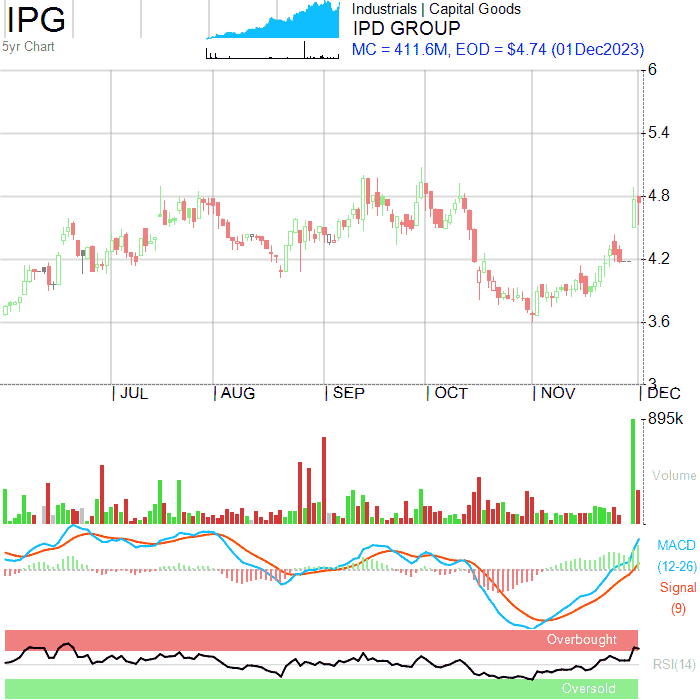 IPG
Industrials | Capital Goods
IPD GROUP
5yr Chart
MC = 411.6M, EOD = $4.74 (01Dec2023)
6
5.4
4.8
4.2
3.6
3
JUL AUG SEP OCT NOV DEC
895k
Volume
MACD
(12-26)
Signal
(9)
Overbought
RSI(14)
Oversold